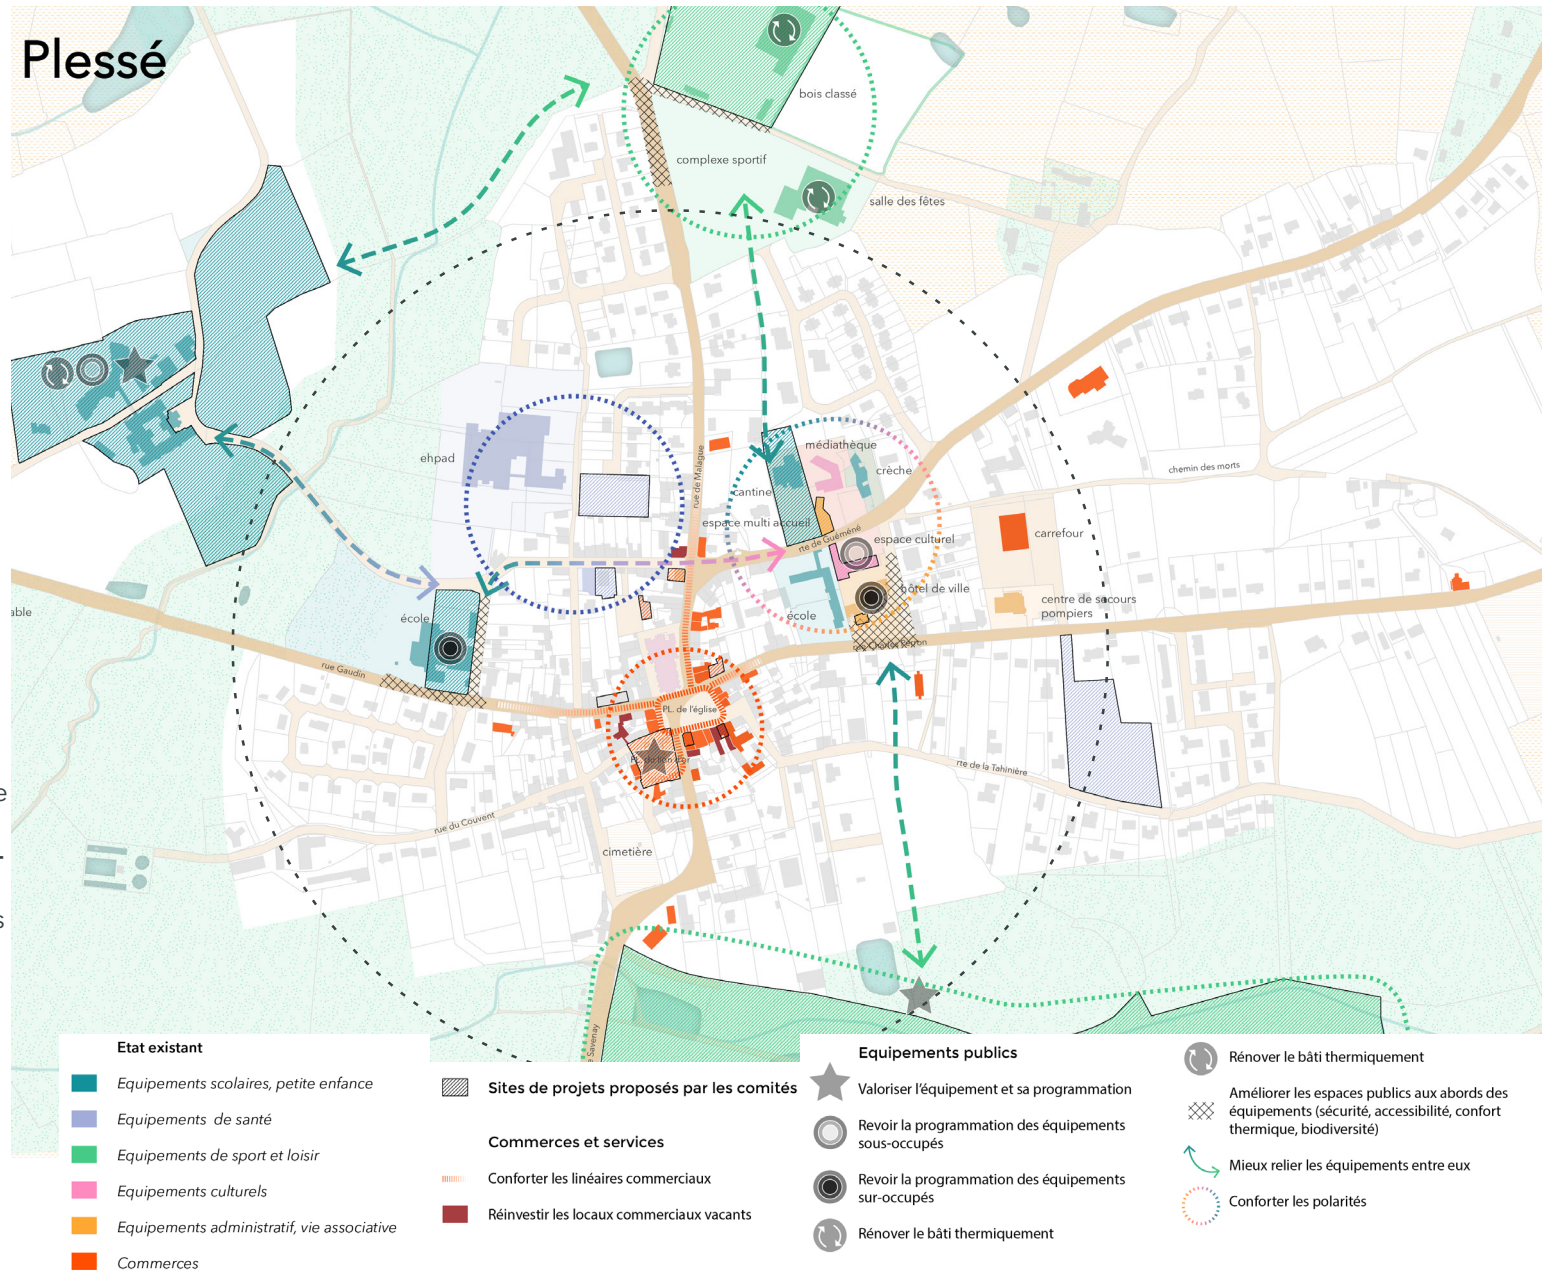 Plessé
bois classé
complexe sportif
salle des fêtes
ehpad
rue de Malague
médiathèque
crèche
cantine
espace multi accueil
rte de Guéméné
espace culturel
chemin des morts
carrefour
hôtel de ville
école
centre de secours
pompiers
able
école
rue Gaudin
PL. de l'église
rte de la Tahinière
rue du Couvent
cimetière
e
s
Savenay
Etat existant
Equipements scolaires, petite enfance
Equipements de santé
Equipements de sport et loisir
Equipements culturels
Equipements administratif, vie associative
Commerces
Sites de projets proposés par les comités
Commerces et services
Conforter les linéaires commerciaux
Réinvestir les locaux commerciaux vacants
Equipements publics
Valoriser l'équipement et sa programmation
Revoir la programmation des équipements
sous-occupés
Revoir la programmation des équipements
sur-occupés
Rénover le bâti thermiquement
Rénover le bâti thermiquement
Améliorer les espaces publics aux abords des
équipements (sécurité, accessibilité, confort
thermique, biodiversité)
Mieux relier les équipements entre eux
Conforter les polarités